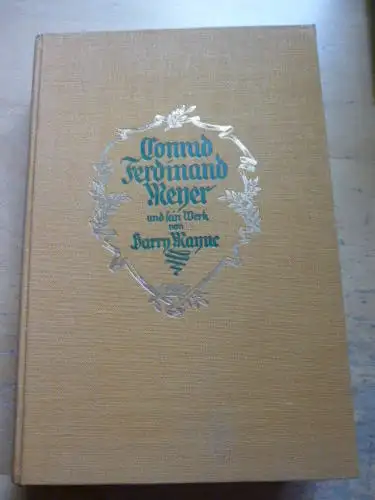 Conrad
Ferdinand
Meyer
und sein Werk
von
Harry Maync